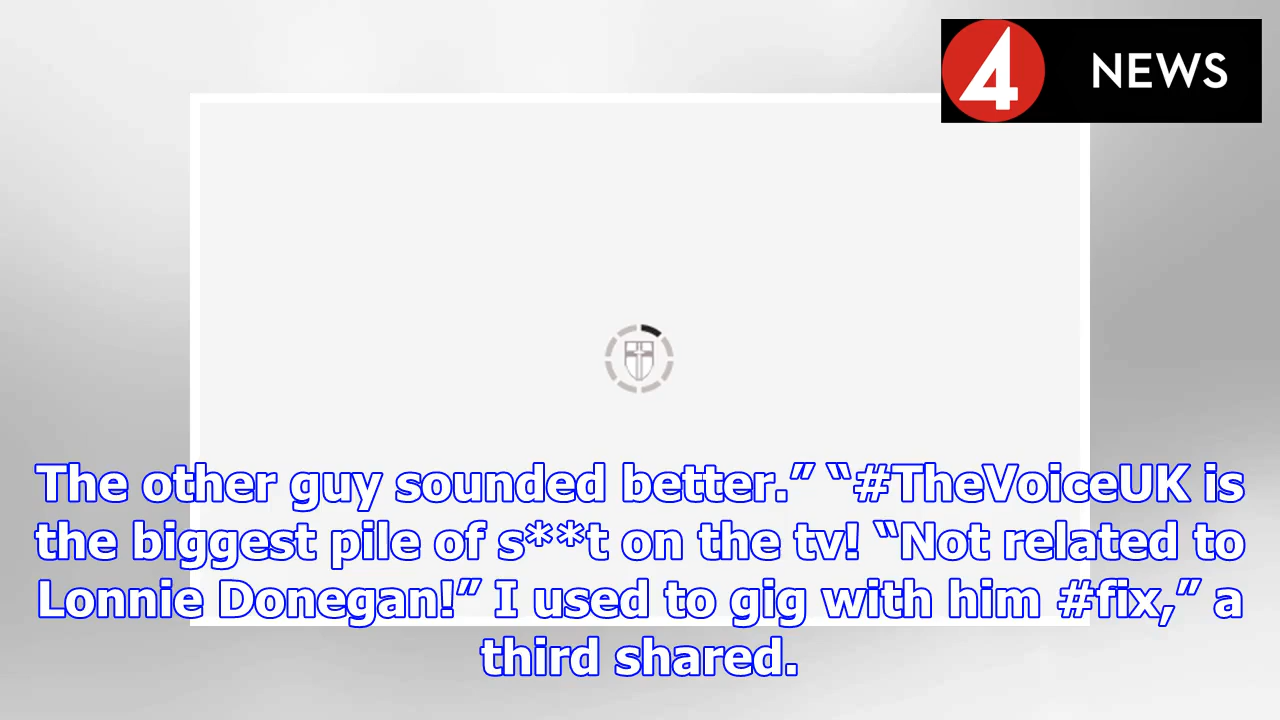 4 NEWS
The other guy sounded better.” “#TheVoiceUK is
the biggest pile of s**t on the tv! “Not related to
Lonnie Donegan!” I used to gig with him #fix,” a
third shared.